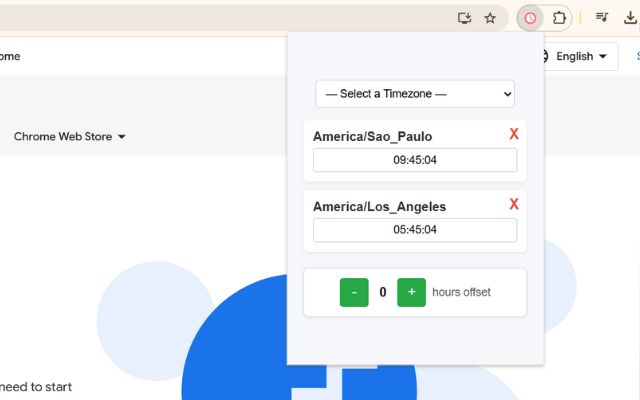 ome
English
— Select a Timezone —
Chrome Web Store
America/Sao_Paulo
X
09:45:04
America/Los_Angeles
X
05:45:04
- 0 + hours offset
need to start